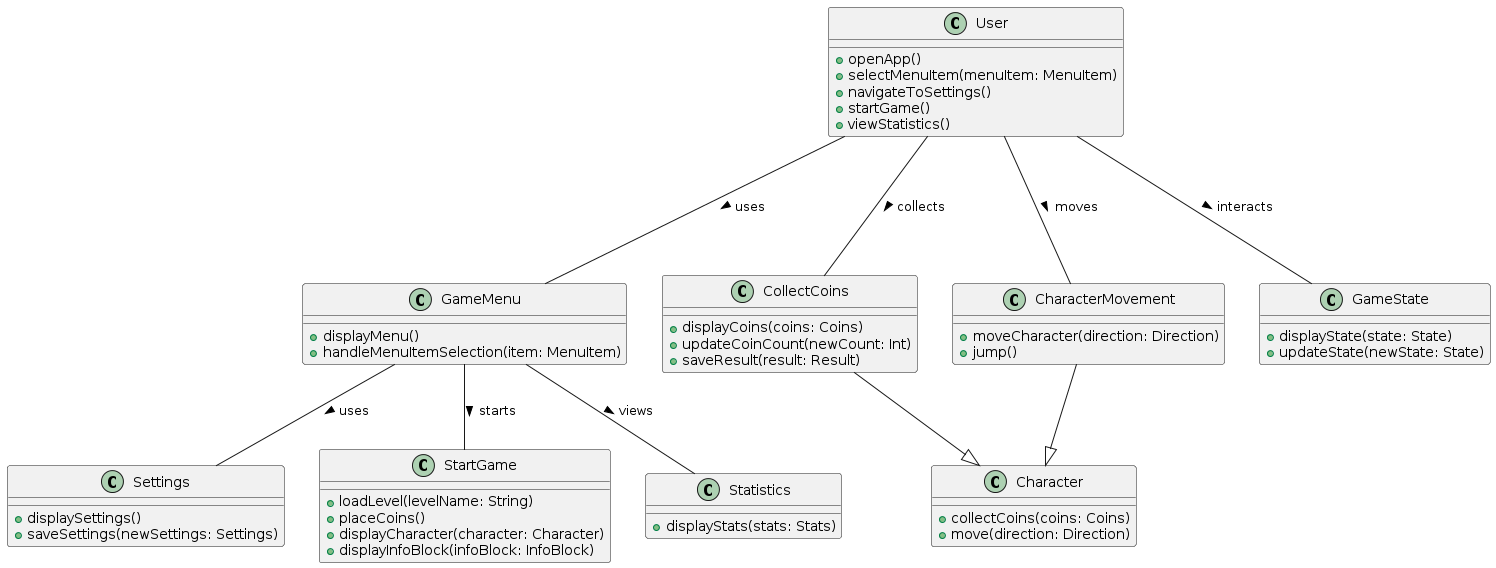 C User
openApp()
selectMenuItem(menuItem: MenuItem)
navigateToSettings()
startGame()
viewStatistics()
uses
collects
moves
interacts
C GameMenu
displayMenu()
handleMenuItemSelection(item: MenuItem)
C CollectCoins
displayCoins(coins: Coins)
updateCoinCount(newCount: Int)
saveResult(result: Result)
C CharacterMovement
moveCharacter(direction: Direction)
jump()
C GameState
displayState(state: State)
updateState(newState: State)
uses
starts
views
C Settings
displaySettings()
saveSettings(newSettings: Settings)
C StartGame
loadLevel(levelName: String)
placeCoins()
displayCharacter(character: Character)
displayInfoBlock(infoBlock: InfoBlock)
C Statistics
displayStats(stats: Stats)
C Character
collectCoins(coins: Coins)
move(direction: Direction)